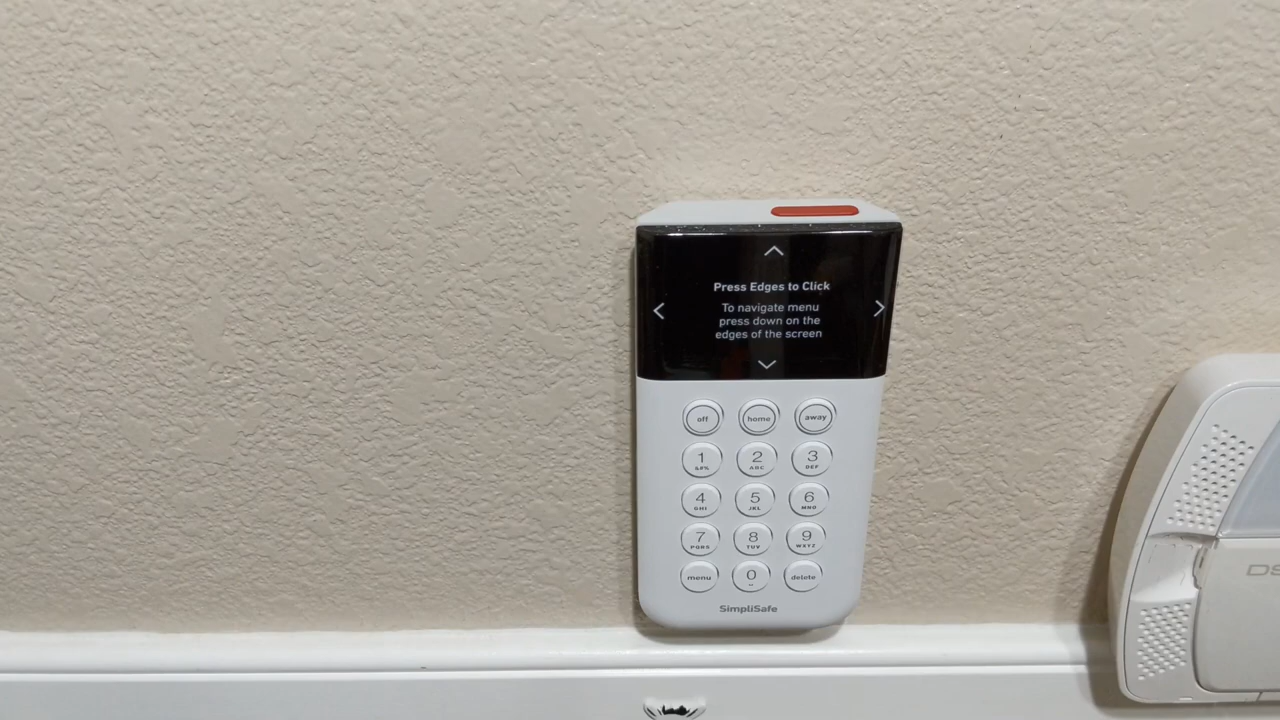 Press Edges to Click
To navigate menu
press down on the
edges of the screen
off home away
1 2 3
ABC DEF
4 5 6
GHI JKL MNO
7 8 9
PQRS TUV WXYZ
menu 0 delete
SimpliSafe